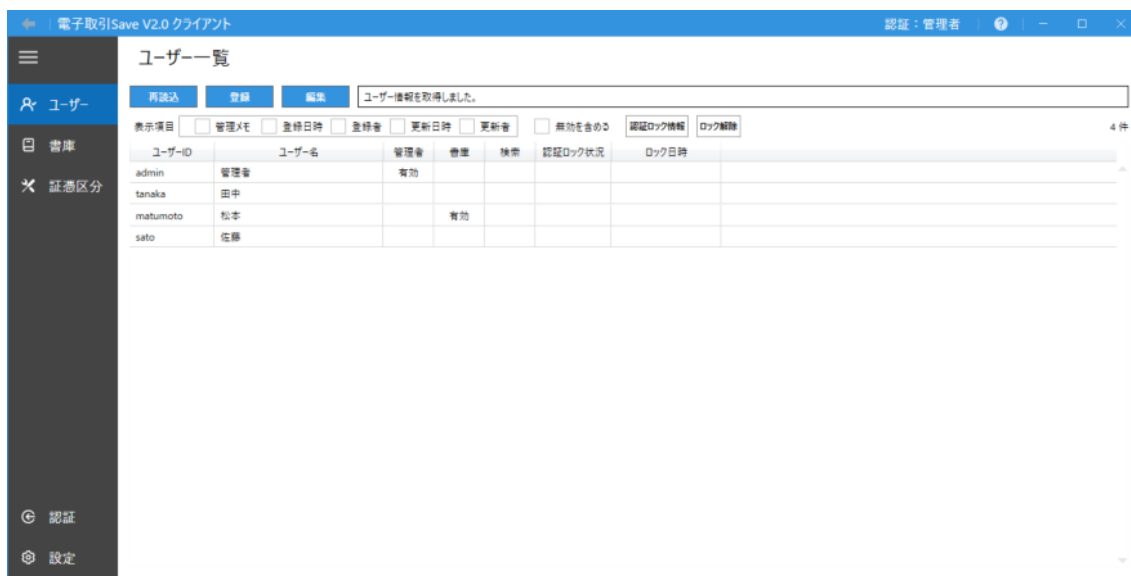 電子取引Save V2.0 クライアント 認証：管理者
ユーザー一覧
ユーザー
書庫
証憑区分
認証
設定
再読込 登録 編集 ユーザー情報を取得しました。
表示項目 管理メモ 登録日時 登録者 更新日時 更新者 無効を含める 認証ロック情報 ロック解除 4 件
ユーザーID ユーザー名 管理者 書庫 検索 認証ロック状況 ロック日時
admin 管理者 有効
tanaka 田中
matumoto 松本 有効
sato 佐藤